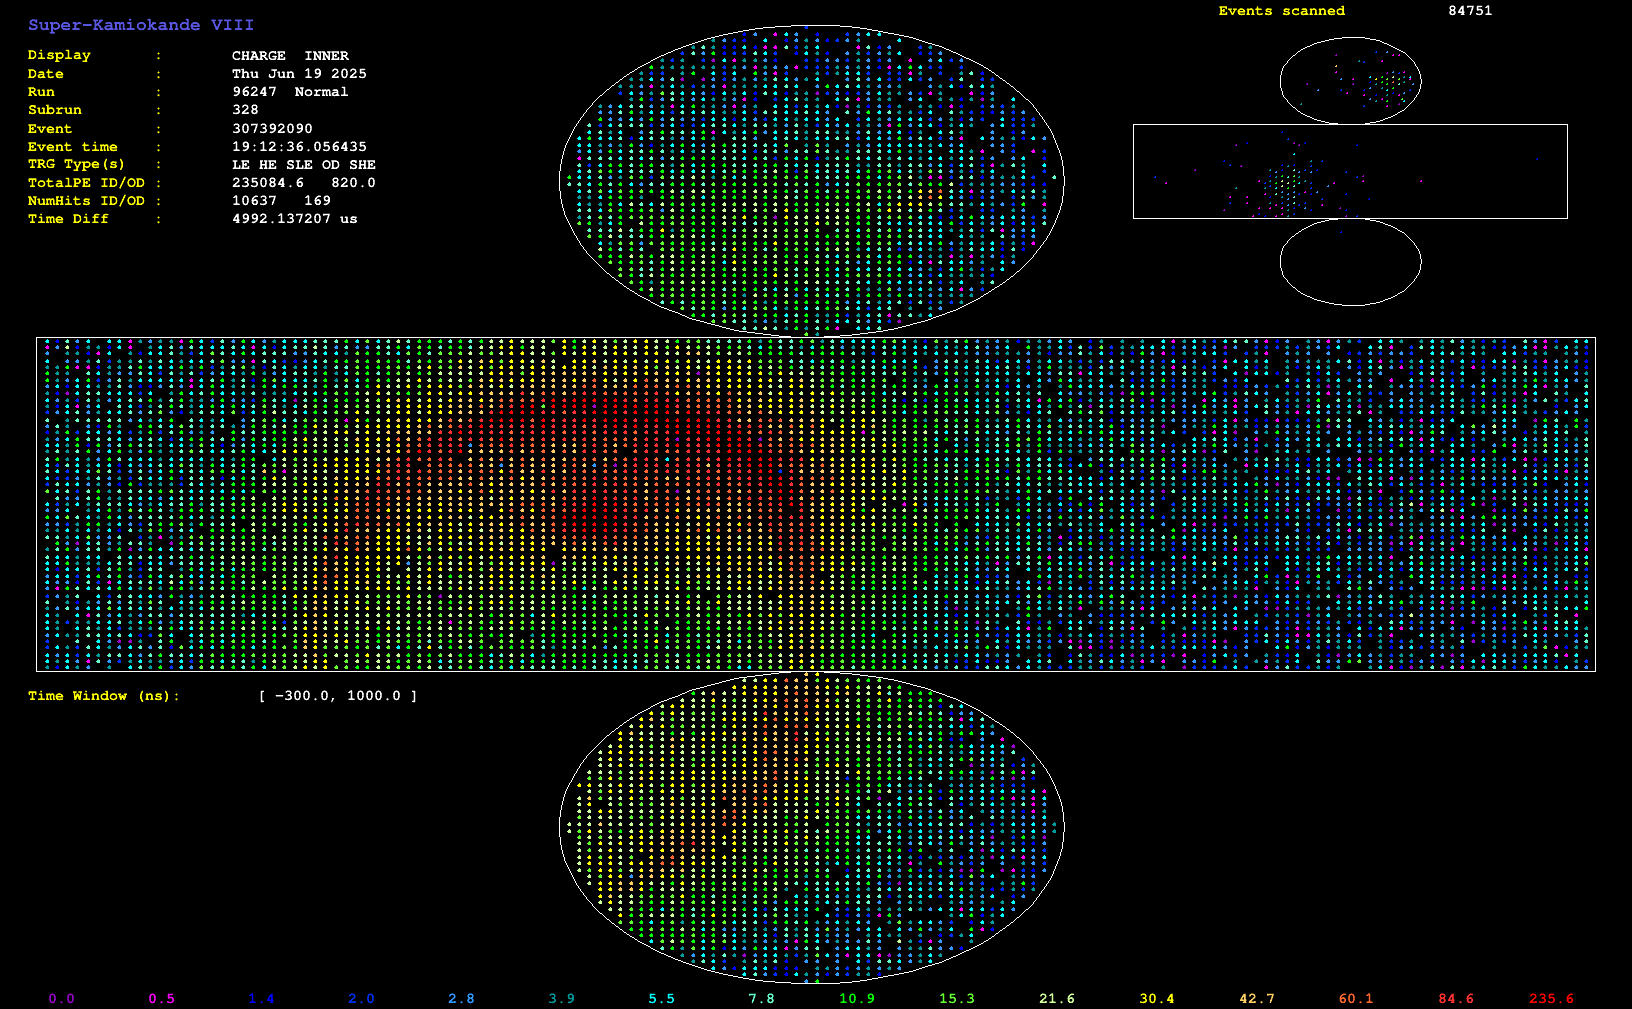 Super-Kamiokande VIII
Events scanned 84751
Display : CHARGE INNER
Date : Thu Jun 19 2025
Run : 96247 Normal
Subrun : 328
Event : 307392090
Event time : 19:12:36.056435
TRG Type(s) : LE HE SLE OD SHE
TotalPE ID/OD : 235084.6 820.0
NumHits ID/OD : 10637 169
Time Diff : 4992.137207 us
Time Window (ns): [ -300.0, 1000.0 ]
0.0 0.5 1.4 2.0 2.8 3.9 5.5 7.8 10.9 15.3 21.6 30.4 42.7 60.1 84.6 235.6